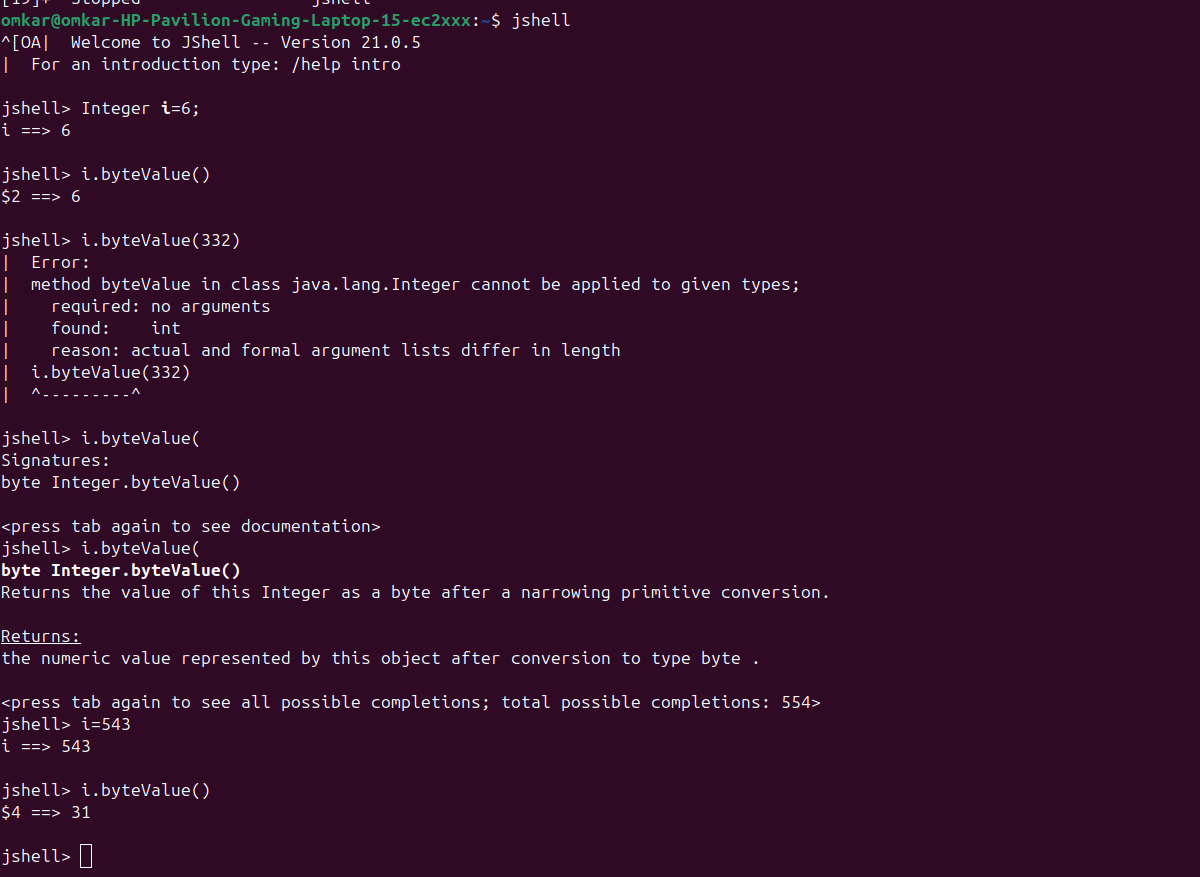 omkar@omkar-HP-Pavilion-Gaming-Laptop-15-ec2xxx:~$ jshell
^[OA|  Welcome to JShell -- Version 21.0.5
|  For an introduction type: /help intro

jshell> Integer i=6;
i ==> 6

jshell> i.byteValue()
$2 ==> 6

jshell> i.byteValue(332)
|  Error:
|  method byteValue in class java.lang.Integer cannot be applied to given types;
|    required: no arguments
|    found:    int
|    reason: actual and formal argument lists differ in length
|  i.byteValue(332)
|  ^---------^

jshell> i.byteValue(
Signatures:
byte Integer.byteValue()

<press tab again to see documentation>
jshell> i.byteValue(
byte Integer.byteValue()
Returns the value of this Integer as a byte after a narrowing primitive conversion.

Returns:
the numeric value represented by this object after conversion to type byte .

<press tab again to see all possible completions; total possible completions: 554>
jshell> i=543
i ==> 543

jshell> i.byteValue()
$4 ==> 31

jshell>